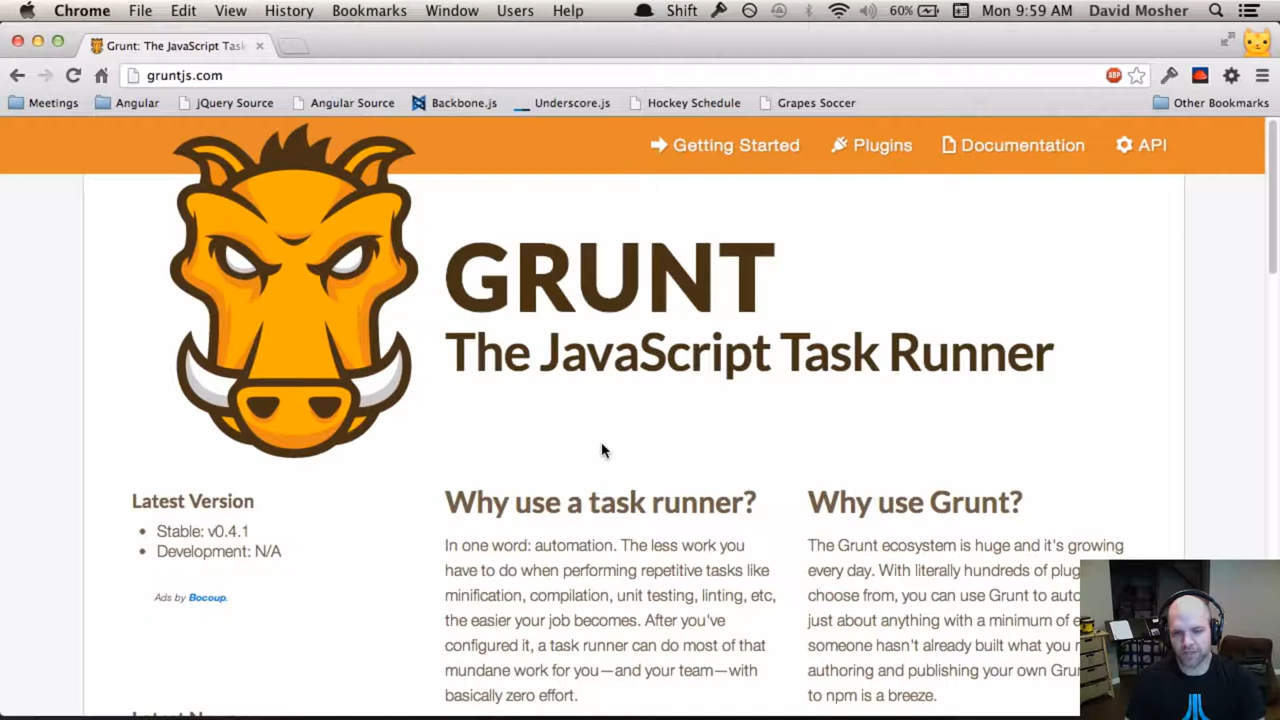 Chrome File Edit View History Bookmarks Window Users Help Shift 60% Mon 9:59 AM David Mosher
Grunt: The JavaScript Tas
gruntjs.com
ABP
Meetings Angular jQuery Source Angular Source Backbone.js Underscore.js Hockey Schedule Grapes Soccer Other Bookmarks
Getting Started Plugins Documentation API
GRUNT
The JavaScript Task Runner
Latest Version
Stable: v0.4.1
Development: N/A
Ads by Bocoup.
Why use a task runner?
In one word: automation. The less work you
have to do when performing repetitive tasks like
minification, compilation, unit testing, linting, etc,
the easier your job becomes. After you've
configured it, a task runner can do most of that
mundane work for you—and your team—with
basically zero effort.
Why use Grunt?
The Grunt ecosystem is huge and it's growing
every day. With literally hundreds of plug
choose from, you can use Grunt to auto
just about anything with a minimum of e
someone hasn't already built what you
authoring and publishing your own Gru
to npm is a breeze.